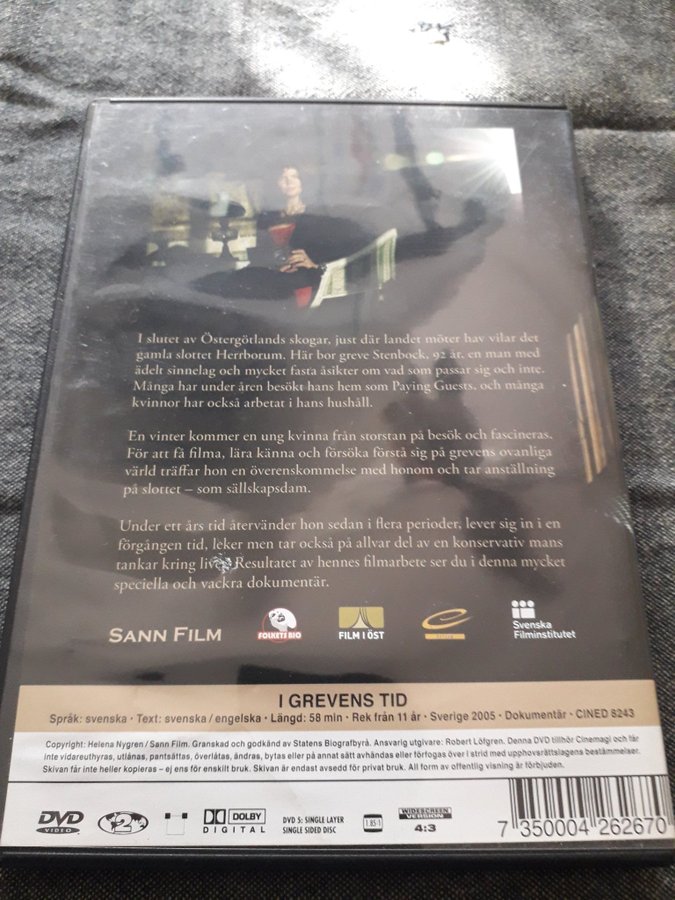 I slutet av Östergötlands skogar, just där landet möter hav vilar det
gamla slottet Herrborum. Här bor greve Stenbock, 92 år, en man med
ädelt sinnelag och mycket fasta åsikter om vad som passar sig och inte.
Många har under åren besökt hans hem som Paying Guests, och många
kvinnor har också arbetat i hans hushåll.
En vinter kommer en ung kvinna från storstan på besök och fascineras.
För att få filma, lära känna och försöka förstå sig på grevens ovanliga
värld träffar hon en överenskommelse med honom och tar anställning
på slottet – som sällskapsdam.
Under ett års tid återvänder hon sedan i flera perioder, lever sig in i en
förgången tid, leker men tar också på allvar del av en konservativ mans
tankar kring livet. Resultatet av hennes filmarbete ser du i denna mycket
speciella och vackra dokumentär.
SANN FILM
FOLKETS BIO
FILM I ÖST
Svenska
Filminstitutet
I GREVENS TID
Språk: svenska · Text: svenska / engelska · Längd: 58 min · Rek från 11 år · Sverige 2005 · Dokumentär · CINED 8243
Copyright: Helena Nygren / Sann Film. Granskad och godkänd av Statens Biografbyrå. Ansvarig utgivare: Robert Löfgren. Denna DVD tillhör Cinemagi och får
inte vidareuthyras, utlånas, pantsättas, överlåtas, ändras, bytas eller på annat sätt avhändas eller förfogas över i strid med upphovsrättslagens bestämmelser.
Skivan får inte heller kopieras – ej ens för enskilt bruk. Skivan är endast avsedd för privat bruk. All form av offentlig visning är förbjuden.
DVD VIDEO
2
DOLBY DIGITAL
DVD 5: SINGLE LAYER
SINGLE SIDED DISC
1.85:1
WIDESCREEN VERSION
4:3
7 350004 262670